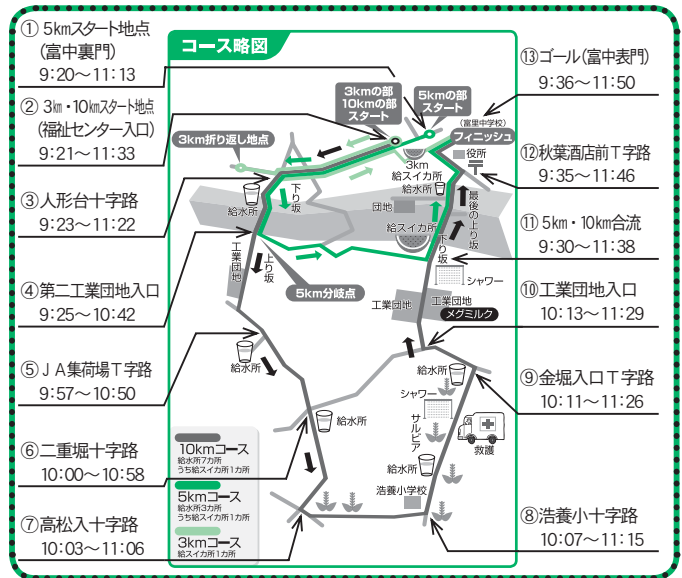 ① 5㎞スタート地点
（富中裏門）
9:20～11:13
② 3㎞・10㎞スタート地点
（福祉センター入口）
9:21～11:33
③ 人形台十字路
9:23～11:22
④ 第二工業団地入口
9:25～10:42
⑤ ＪＡ集荷場Ｔ字路
9:57～10:50
⑥ 二重堀十字路
10:00～10:58
⑦ 高松入十字路
10:03～11:06
コース略図
3kmの部
10kmの部
スタート
5kmの部
スタート
（富里中学校）
フィニッシュ
役所
3km折り返し地点
3km
給スイカ所
給水所
下り坂
給水所
団地
給スイカ所
最後の上り坂
下り坂
工業団地
上り坂
5km分岐点
シャワー
工業団地
工業団地
メグミルク
給水所
給水所
シャワー
サルビア
給水所
救護
給水所
浩養小学校
10kmコース
給水所7カ所
うち給スイカ所1カ所
5kmコース
給水所3カ所
うち給スイカ所1カ所
3kmコース
給スイカ所1カ所
⑬ ゴール（富中表門）
9:36～11:50
⑫ 秋葉酒店前Ｔ字路
9:35～11:46
⑪ 5㎞・10㎞合流
9:30～11:38
⑩ 工業団地入口
10:13～11:29
⑨ 金堀入口Ｔ字路
10:11～11:26
⑧ 浩養小十字路
10:07～11:15